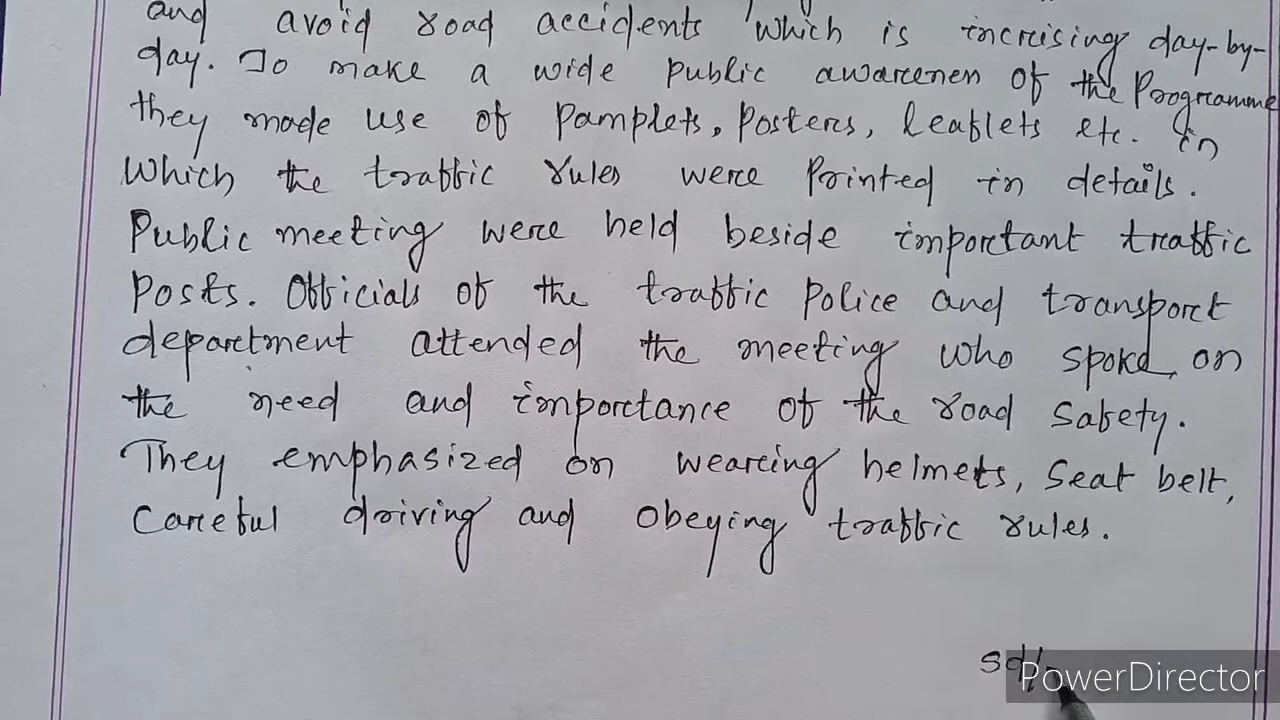 and avoid road accidents which is incrising day-by-
day. To make a wide public awarenen of the Programme
they made use of Pamplets, Posters, leaflets etc. in
which the traffic rules were Printed in details.
Public meeting were held beside important traffic
Posts. Officials of the traffic Police and transport
department attended the meeting who spoke on
the need and importance of the road safety.
They emphasized on wearing helmets, Seat belt,
Careful driving and obeying traffic rules.
Sd/-
PowerDirector